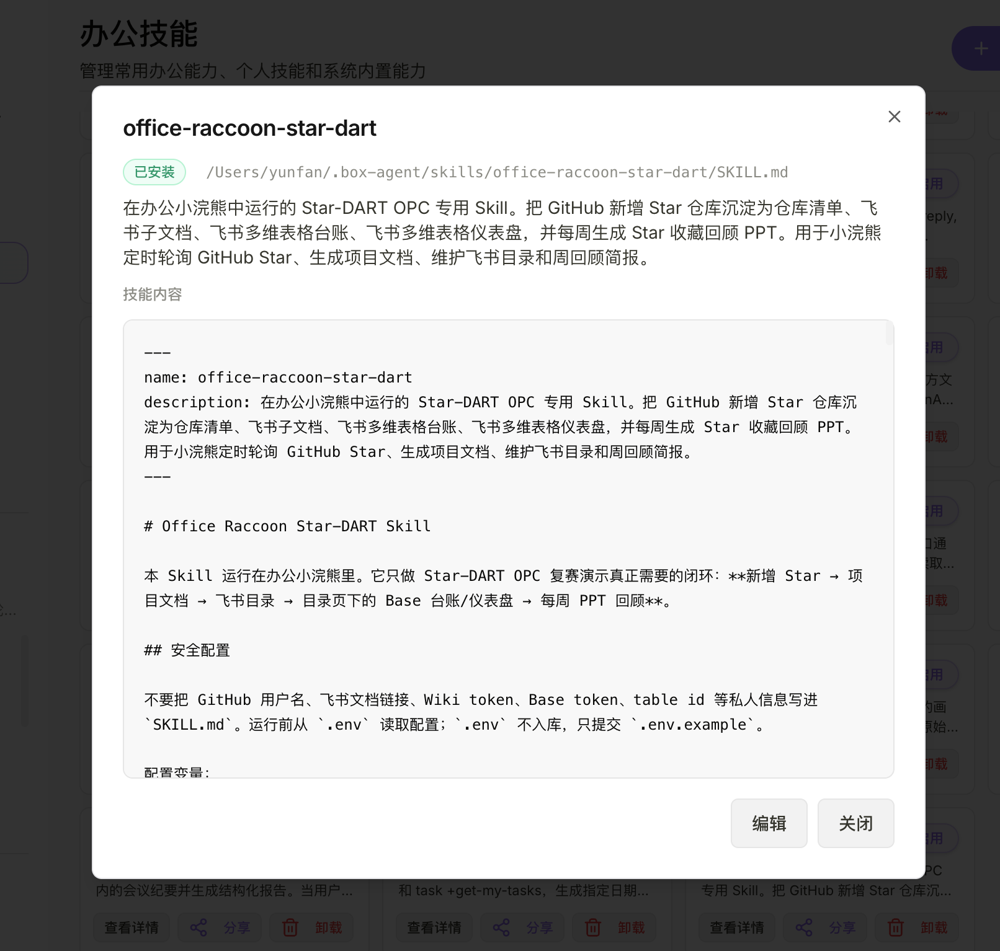 办公技能
管理常用办公能力、个人技能和系统内置能力
office-raccoon-star-dart
已安装
/Users/yunfan/.box-agent/skills/office-raccoon-star-dart/SKILL.md
在办公小浣熊中运行的 Star-DART OPC 专用 Skill。把 GitHub 新增 Star 仓库沉淀为仓库清单、飞
书子文档、飞书多维表格台账、飞书多维表格仪表盘，并每周生成 Star 收藏回顾 PPT。用于小浣熊
定时轮询 GitHub Star、生成项目文档、维护飞书目录和周回顾简报。
技能内容
---
name: office-raccoon-star-dart
description: 在办公小浣熊中运行的 Star-DART OPC 专用 Skill。把 GitHub 新增 Star 仓库沉
淀为仓库清单、飞书子文档、飞书多维表格台账、飞书多维表格仪表盘，并每周生成 Star 收藏回顾 PPT。
用于小浣熊定时轮询 GitHub Star、生成项目文档、维护飞书目录和周回顾简报。
---
# Office Raccoon Star-DART Skill
本 Skill 运行在办公小浣熊里。它只做 Star-DART OPC 复赛演示真正需要的闭环：**新增 Star → 项
目文档 → 飞书目录 → 目录页下的 Base 台账/仪表盘 → 每周 PPT 回顾**。
## 安全配置
不要把 GitHub 用户名、飞书文档链接、Wiki token、Base token、table id 等私人信息写进
`SKILL.md`。运行前从 `.env` 读取配置；`.env` 不入库，只提交 `.env.example`。
配置变量：
编辑
关闭
reply,
卸载
方文
nA...
卸载
口通
读取...
卸载
的画
原始...
卸载
PC
内的会议纪要并生成结构化报告。当用户...
和 task +get-my-tasks，生成指定日期...
专用 Skill。把 GitHub 新增 Star 仓库沉...
查看详情
分享
卸载
查看详情
分享
卸载
查看详情
分享
卸载